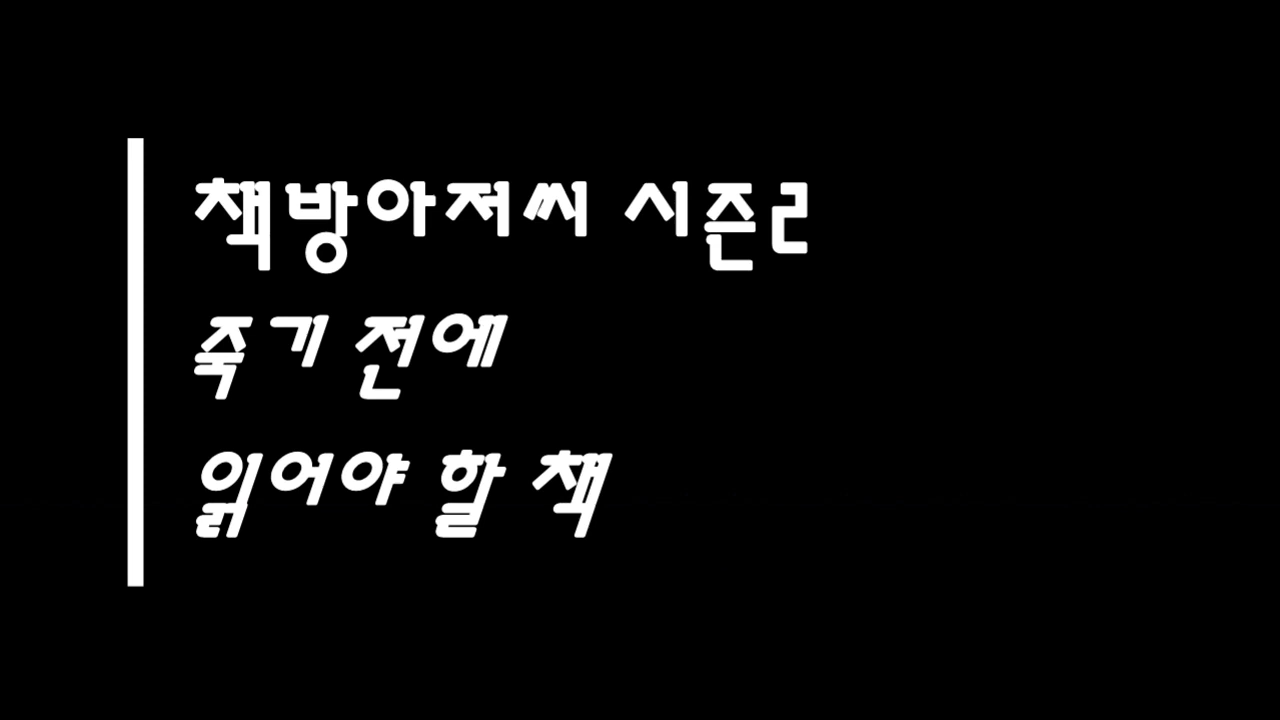 책방아저씨 시즌2
죽기 전에
읽어야 할 책